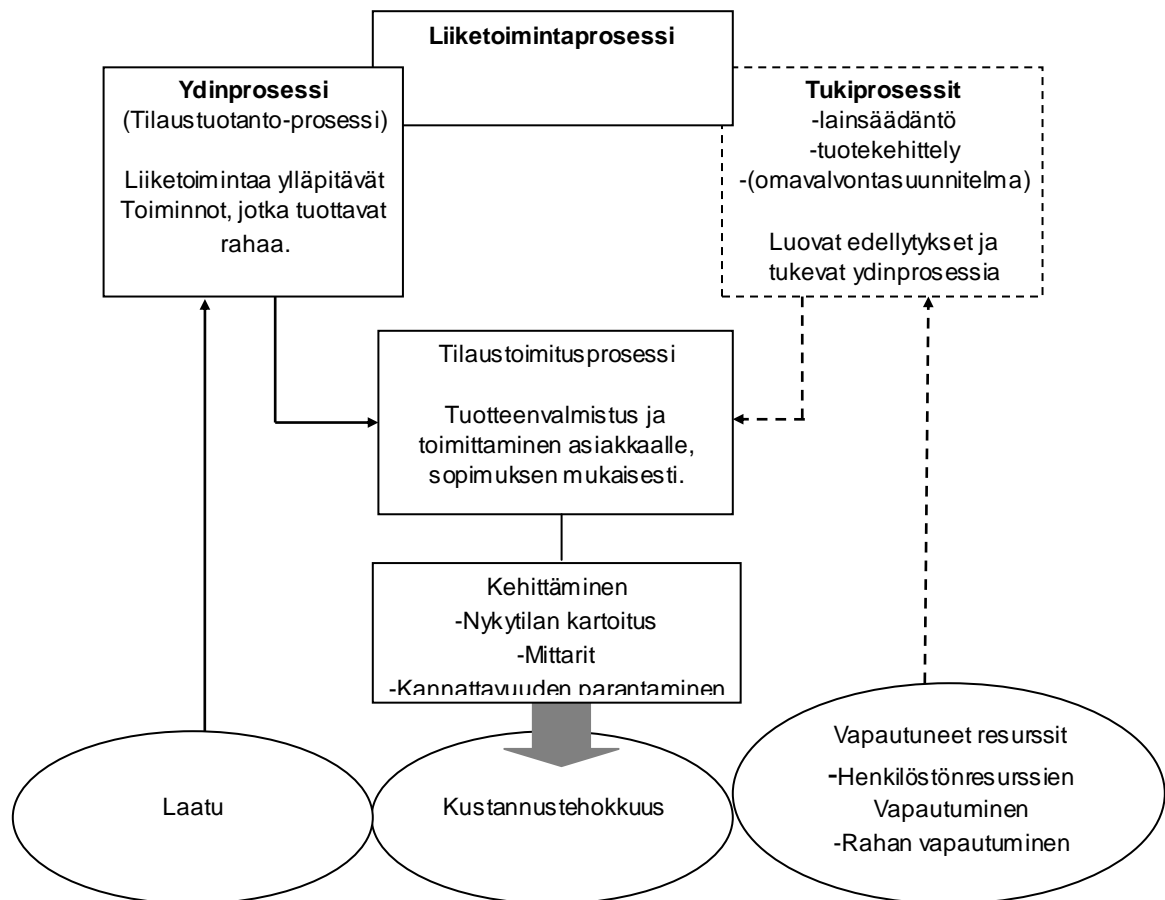 Liiketoimintaprosessi
Ydinprosessi
(Tilaustuotanto-prosessi)
Liiketoimintaa ylläpitävät
Toiminnot, jotka tuottavat
rahaa.
Tukiprosessit
-lainsäädäntö
-tuotekehittely
-(omavalvontasuunnitelma)
Luovat edellytykset ja
tukevat ydinprosessia
Tilaustoimitusprosessi
Tuotteenvalmistus ja
toimittaminen asiakkaalle,
sopimuksen mukaisesti.
Kehittäminen
-Nykytilan kartoitus
-Mittarit
-Kannattavuuden parantaminen
Laatu
Kustannustehokkuus
Vapautuneet resurssit
-Henkilöstönresurssien
Vapautuminen
-Rahan vapautuminen